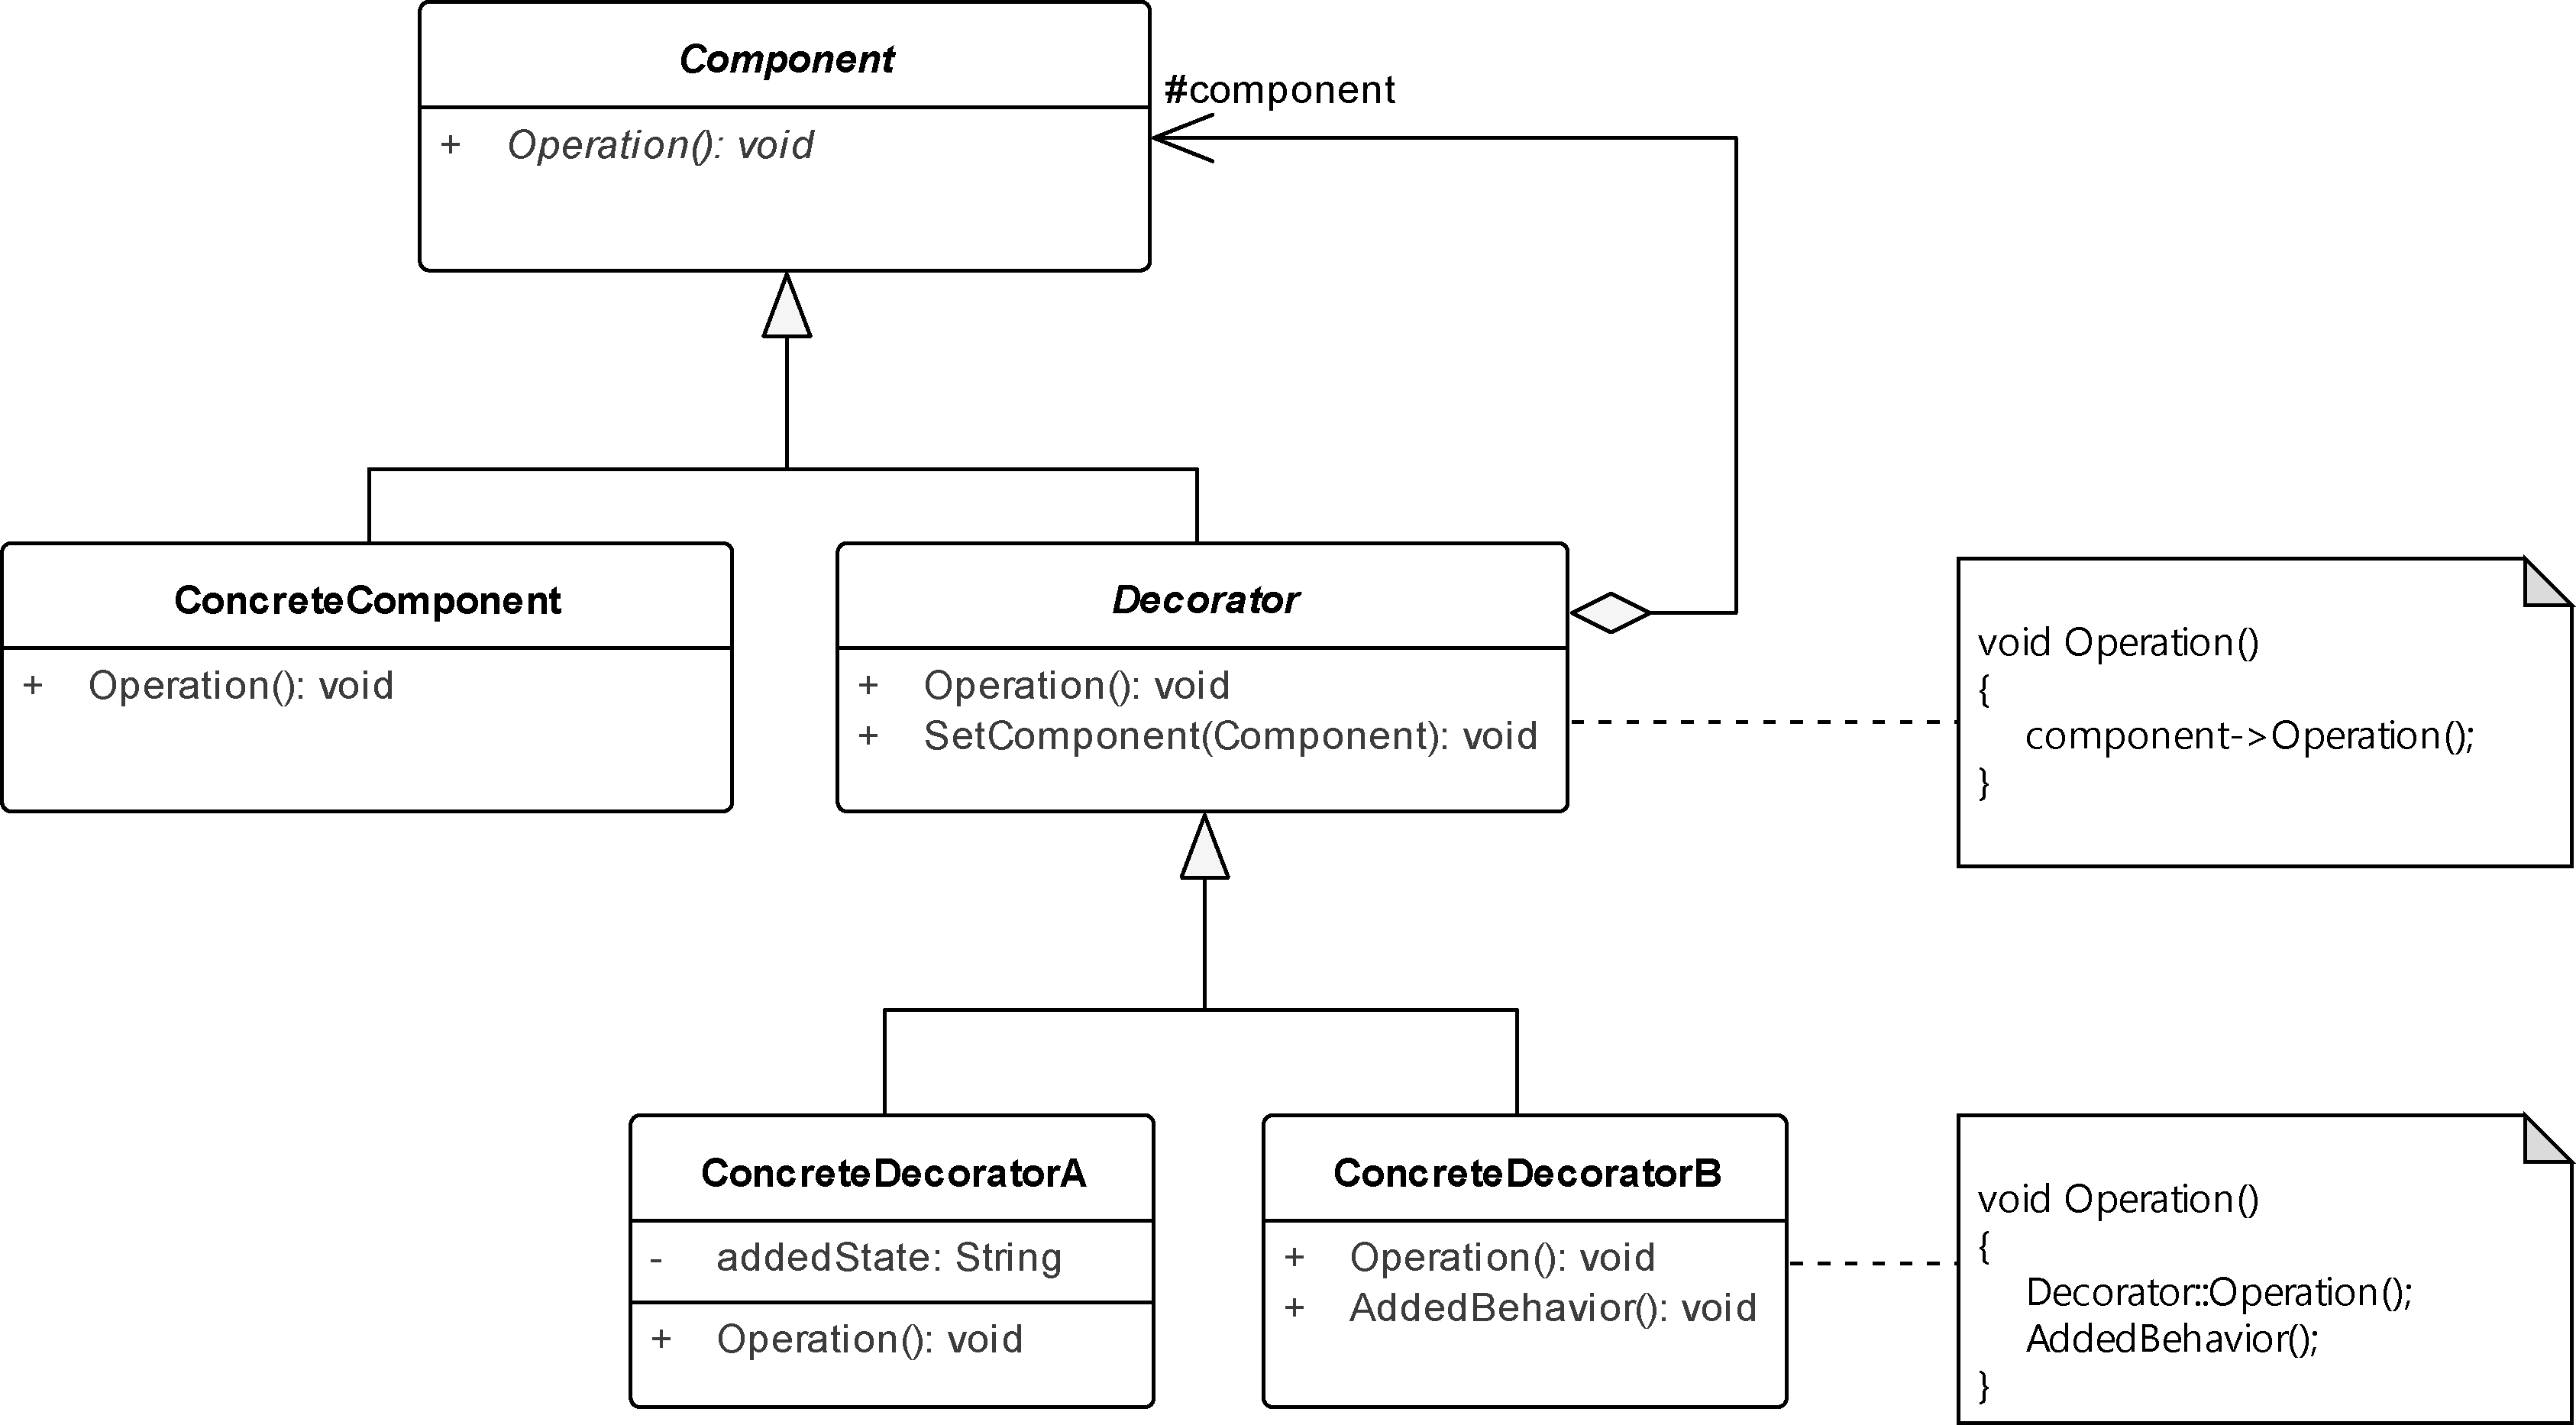 Component
+ Operation(): void
#component
ConcreteComponent
+ Operation(): void
Decorator
+ Operation(): void
+ SetComponent(Component): void
void Operation()
{
component->Operation();
}
ConcreteDecoratorA
- addedState: String
+ Operation(): void
ConcreteDecoratorB
+ Operation(): void
+ AddedBehavior(): void
void Operation()
{
Decorator::Operation();
AddedBehavior();
}